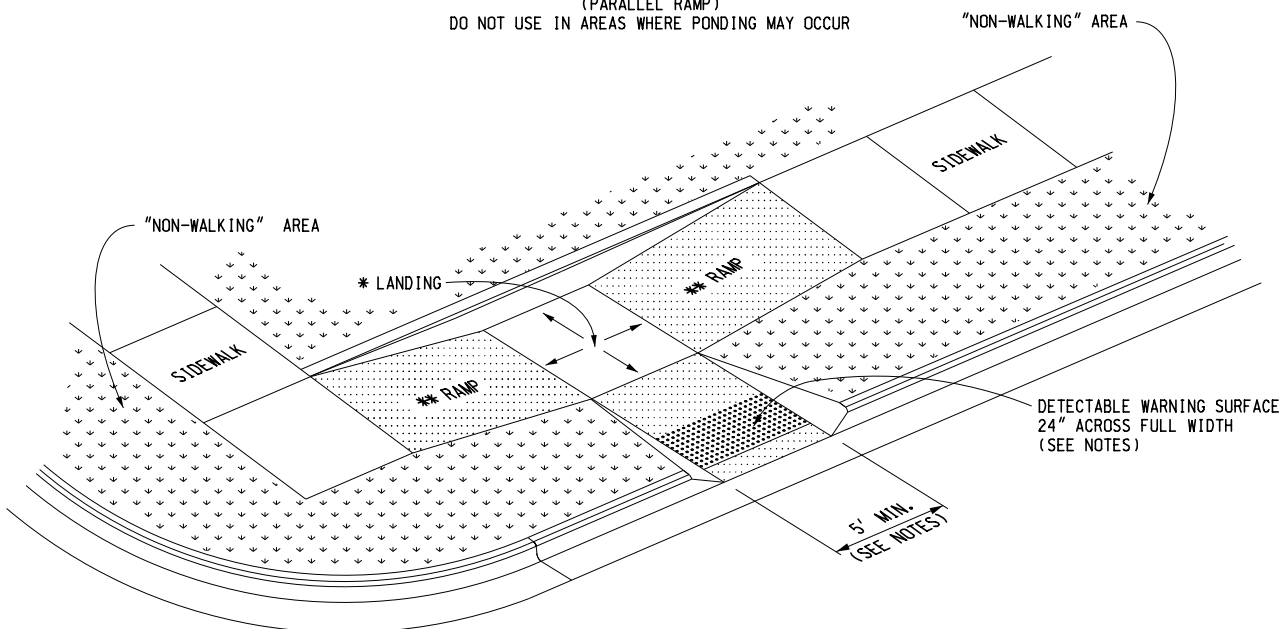 (PARALLEL RAMP)
DO NOT USE IN AREAS WHERE PONDING MAY OCCUR
"NON-WALKING" AREA
SIDEWALK
"NON-WALKING" AREA
** RAMP
* LANDING
SIDEWALK
** RAMP
DETECTABLE WARNING SURFACE
24" ACROSS FULL WIDTH
(SEE NOTES)
5' MIN.
(SEE NOTES)